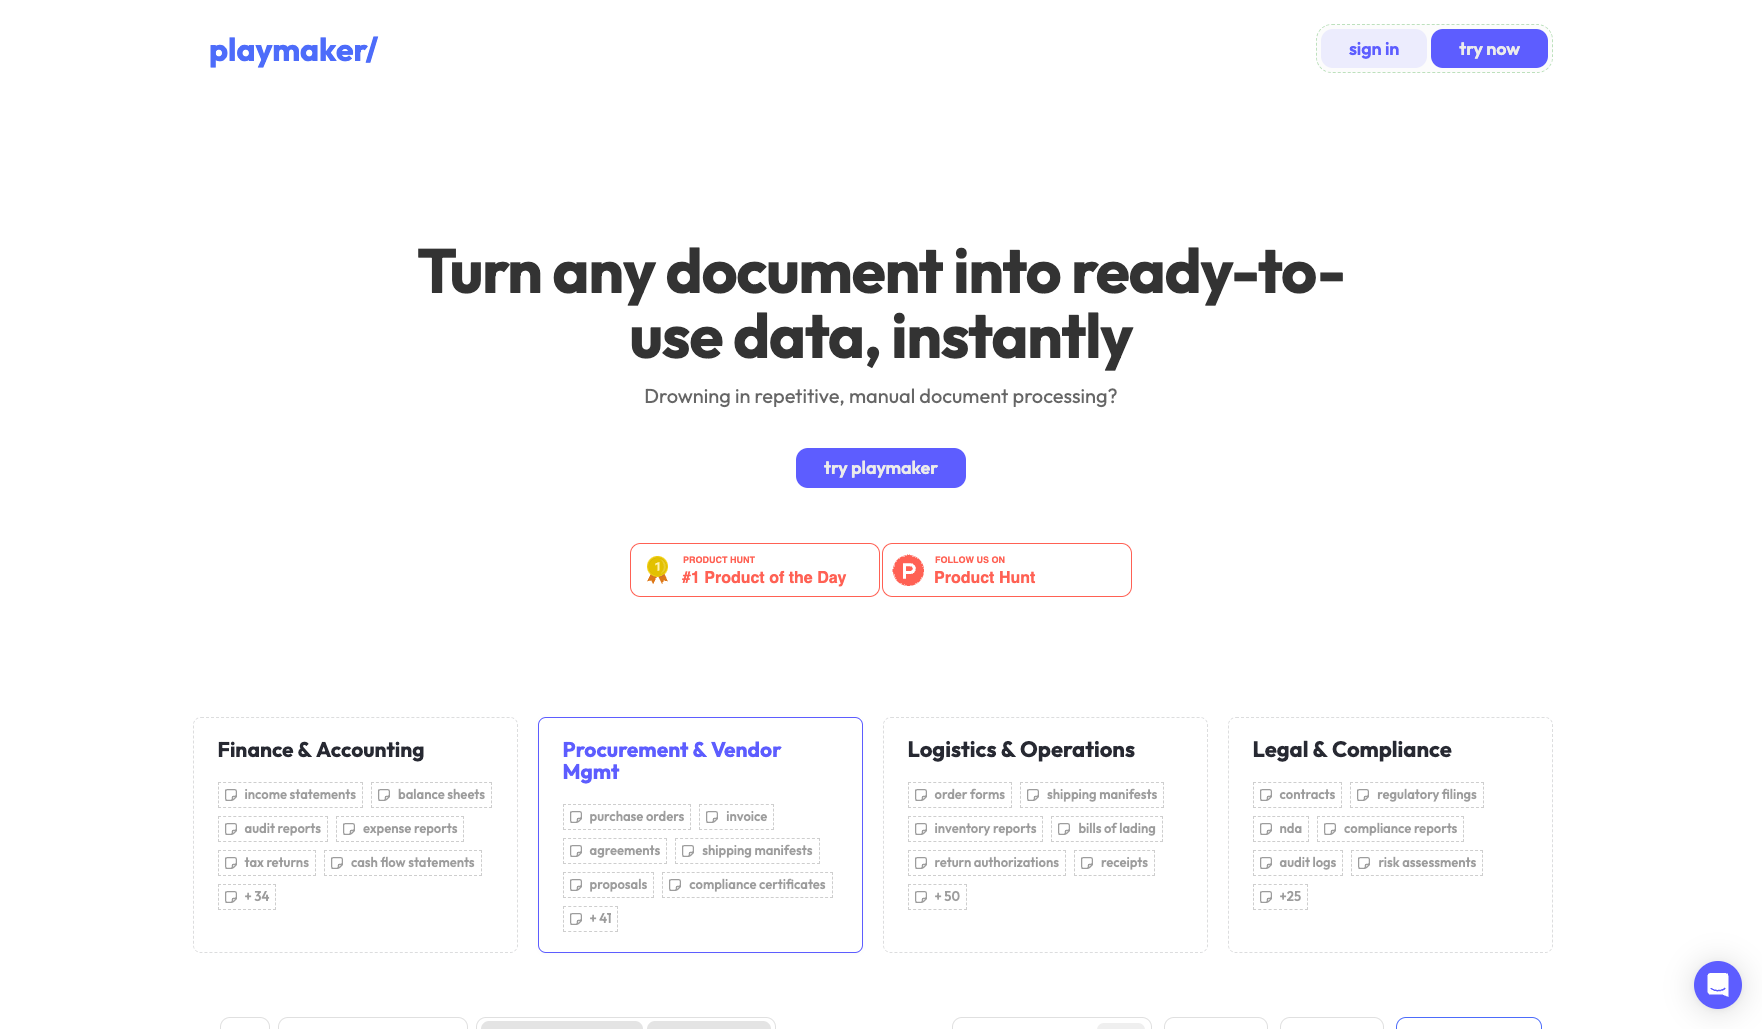 playmaker/
sign in
try now
Turn any document into ready-to-
use data, instantly
Drowning in repetitive, manual document processing?
try playmaker
1
PRODUCT HUNT
#1 Product of the Day
P
FOLLOW US ON
Product Hunt
Finance & Accounting
income statements
balance sheets
audit reports
expense reports
tax returns
cash flow statements
+ 34
Procurement & Vendor
Mgmt
purchase orders
invoice
agreements
shipping manifests
proposals
compliance certificates
+ 41
Logistics & Operations
order forms
shipping manifests
inventory reports
bills of lading
return authorizations
receipts
+ 50
Legal & Compliance
contracts
regulatory filings
nda
compliance reports
audit logs
risk assessments
+25